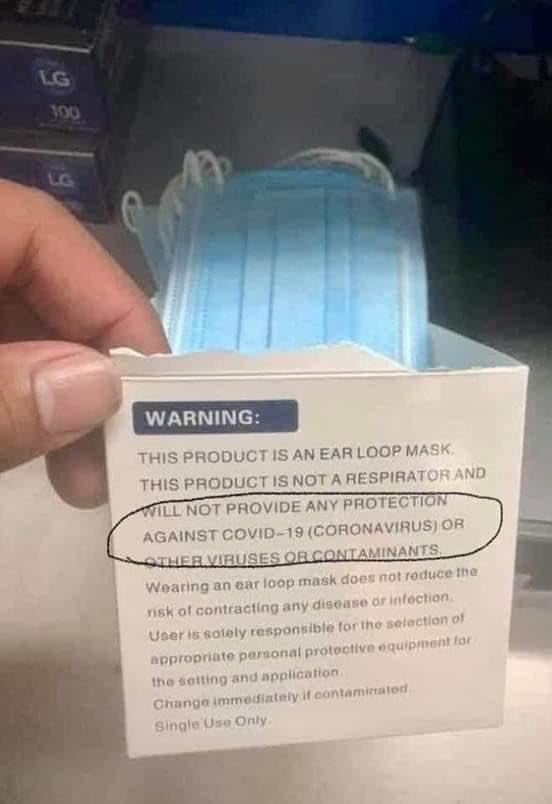 LG
100
LG
WARNING:
THIS PRODUCT IS AN EAR LOOP MASK.
THIS PRODUCT IS NOT A RESPIRATOR AND
WILL NOT PROVIDE ANY PROTECTION
AGAINST COVID-19 (CORONAVIRUS) OR
OTHER VIRUSES OR CONTAMINANTS.
Wearing an ear loop mask does not reduce the
risk of contracting any disease or infection.
User is solely responsible for the selection of
appropriate personal protective equipment for
the setting and application.
Change immediately if contaminated.
Single Use Only.